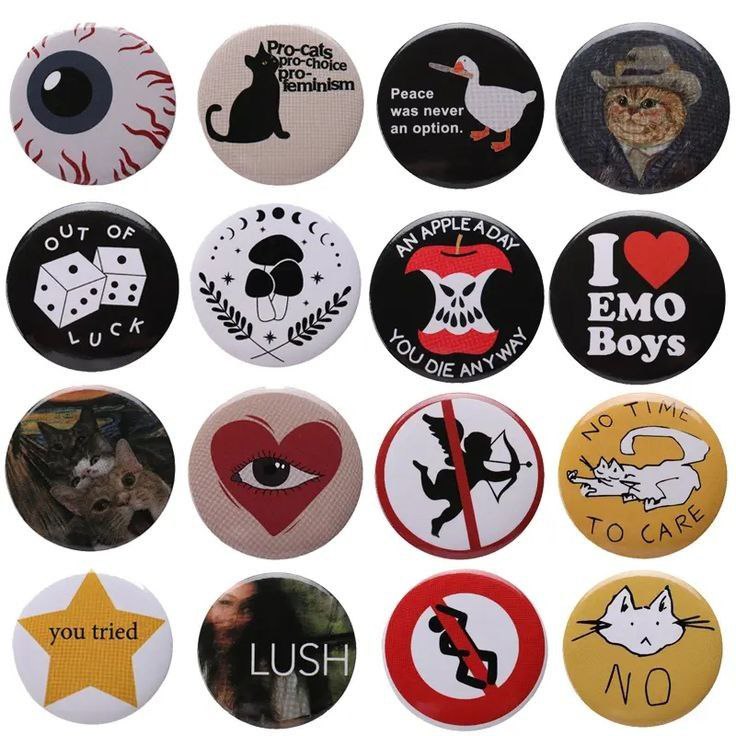 Pro-cats
pro-choice
pro-
feminism
Peace
was never
an option.
OUT OF
LUCK
AN APPLE A DAY
YOU DIE ANYWAY
I ❤
EMO
Boys
NO TIME
TO CARE
you tried
LUSH
NO